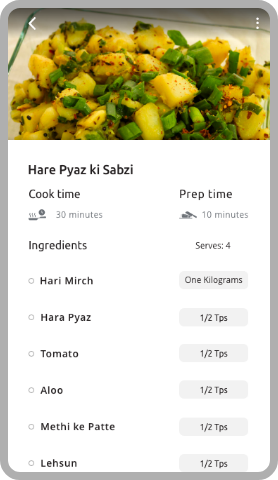 Hare Pyaz ki Sabzi
Cook time Prep time
30 minutes 10 minutes
Ingredients Serves: 4
Hari Mirch One Kilograms
Hara Pyaz 1/2 Tps
Tomato 1/2 Tps
Aloo 1/2 Tps
Methi ke Patte 1/2 Tps
Lehsun 1/2 Tps